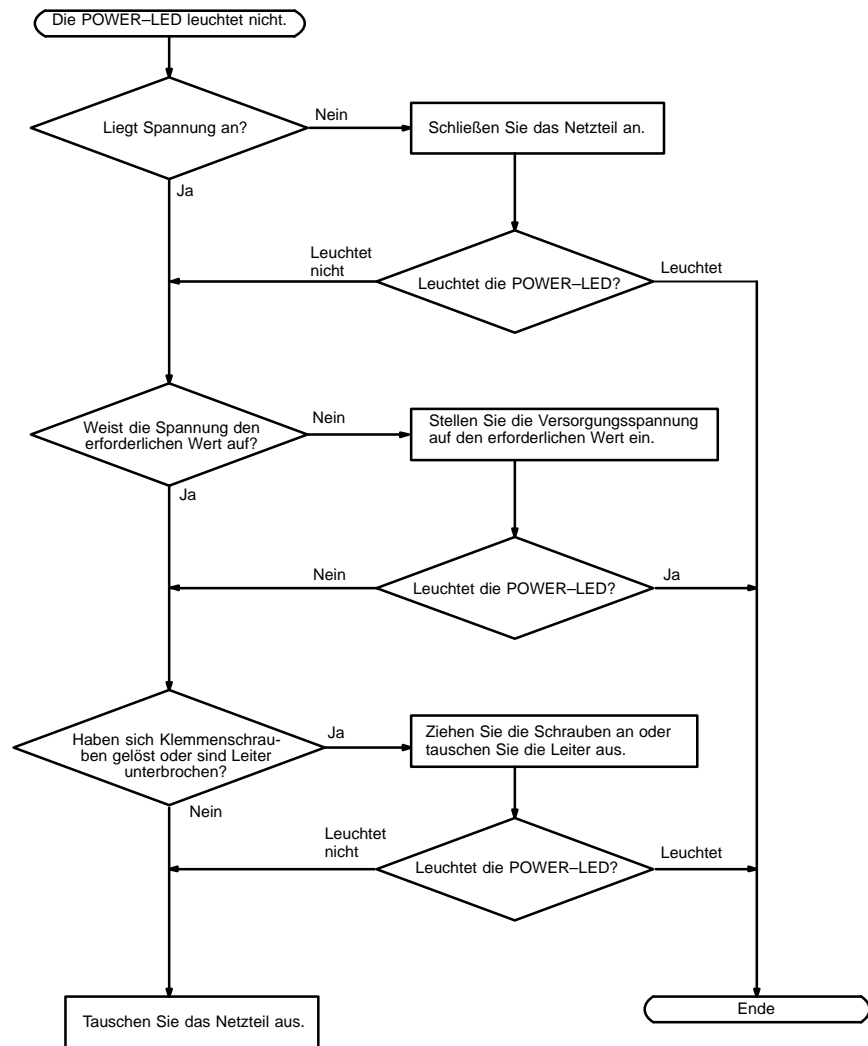 Die POWER–LED leuchtet nicht.
Nein
Liegt Spannung an?
Schließen Sie das Netzteil an.
Ja
Leuchtet
nicht
Leuchtet die POWER–LED?
Leuchtet
Weist die Spannung den
erforderlichen Wert auf?
Nein
Stellen Sie die Versorgungsspannung
auf den erforderlichen Wert ein.
Ja
Nein
Leuchtet die POWER–LED?
Ja
Haben sich Klemmenschrau-
ben gelöst oder sind Leiter
unterbrochen?
Ja
Ziehen Sie die Schrauben an oder
tauschen Sie die Leiter aus.
Nein
Leuchtet
nicht
Leuchtet die POWER–LED?
Leuchtet
Tauschen Sie das Netzteil aus.
Ende